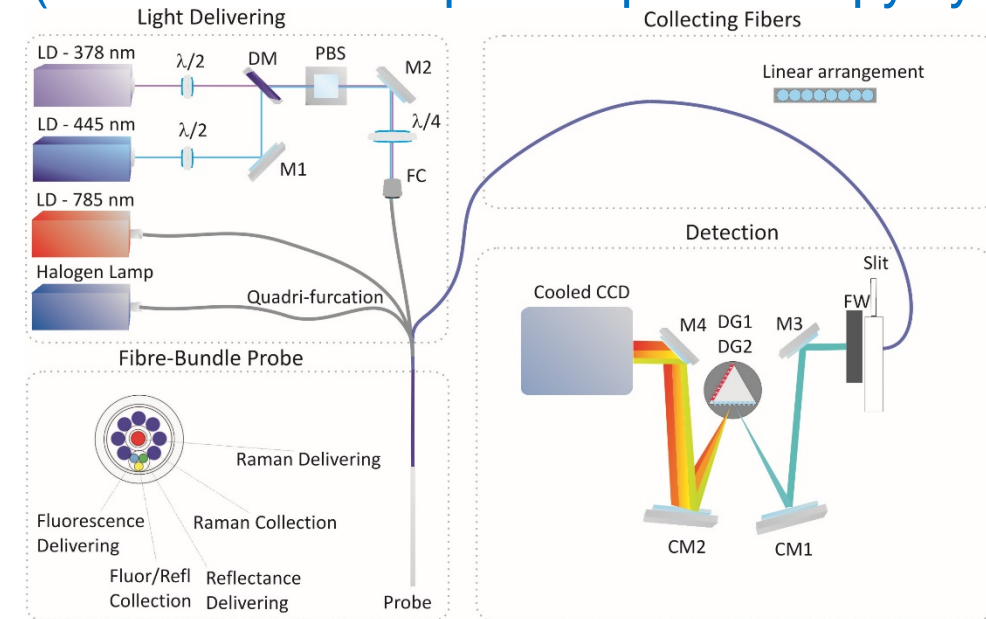 Light Delivering
LD - 378 nm
λ/2
DM
PBS
M2
LD - 445 nm
λ/2
M1
λ/4
FC
LD - 785 nm
Halogen Lamp
Quadri-furcation
Collecting Fibers
Linear arrangement
Fibre-Bundle Probe
Raman Delivering
Raman Collection
Fluorescence
Delivering
Fluor/Refl
Collection
Reflectance
Delivering
Probe
Detection
Slit
FW
Cooled CCD
M4
DG1
DG2
M3
CM2
CM1